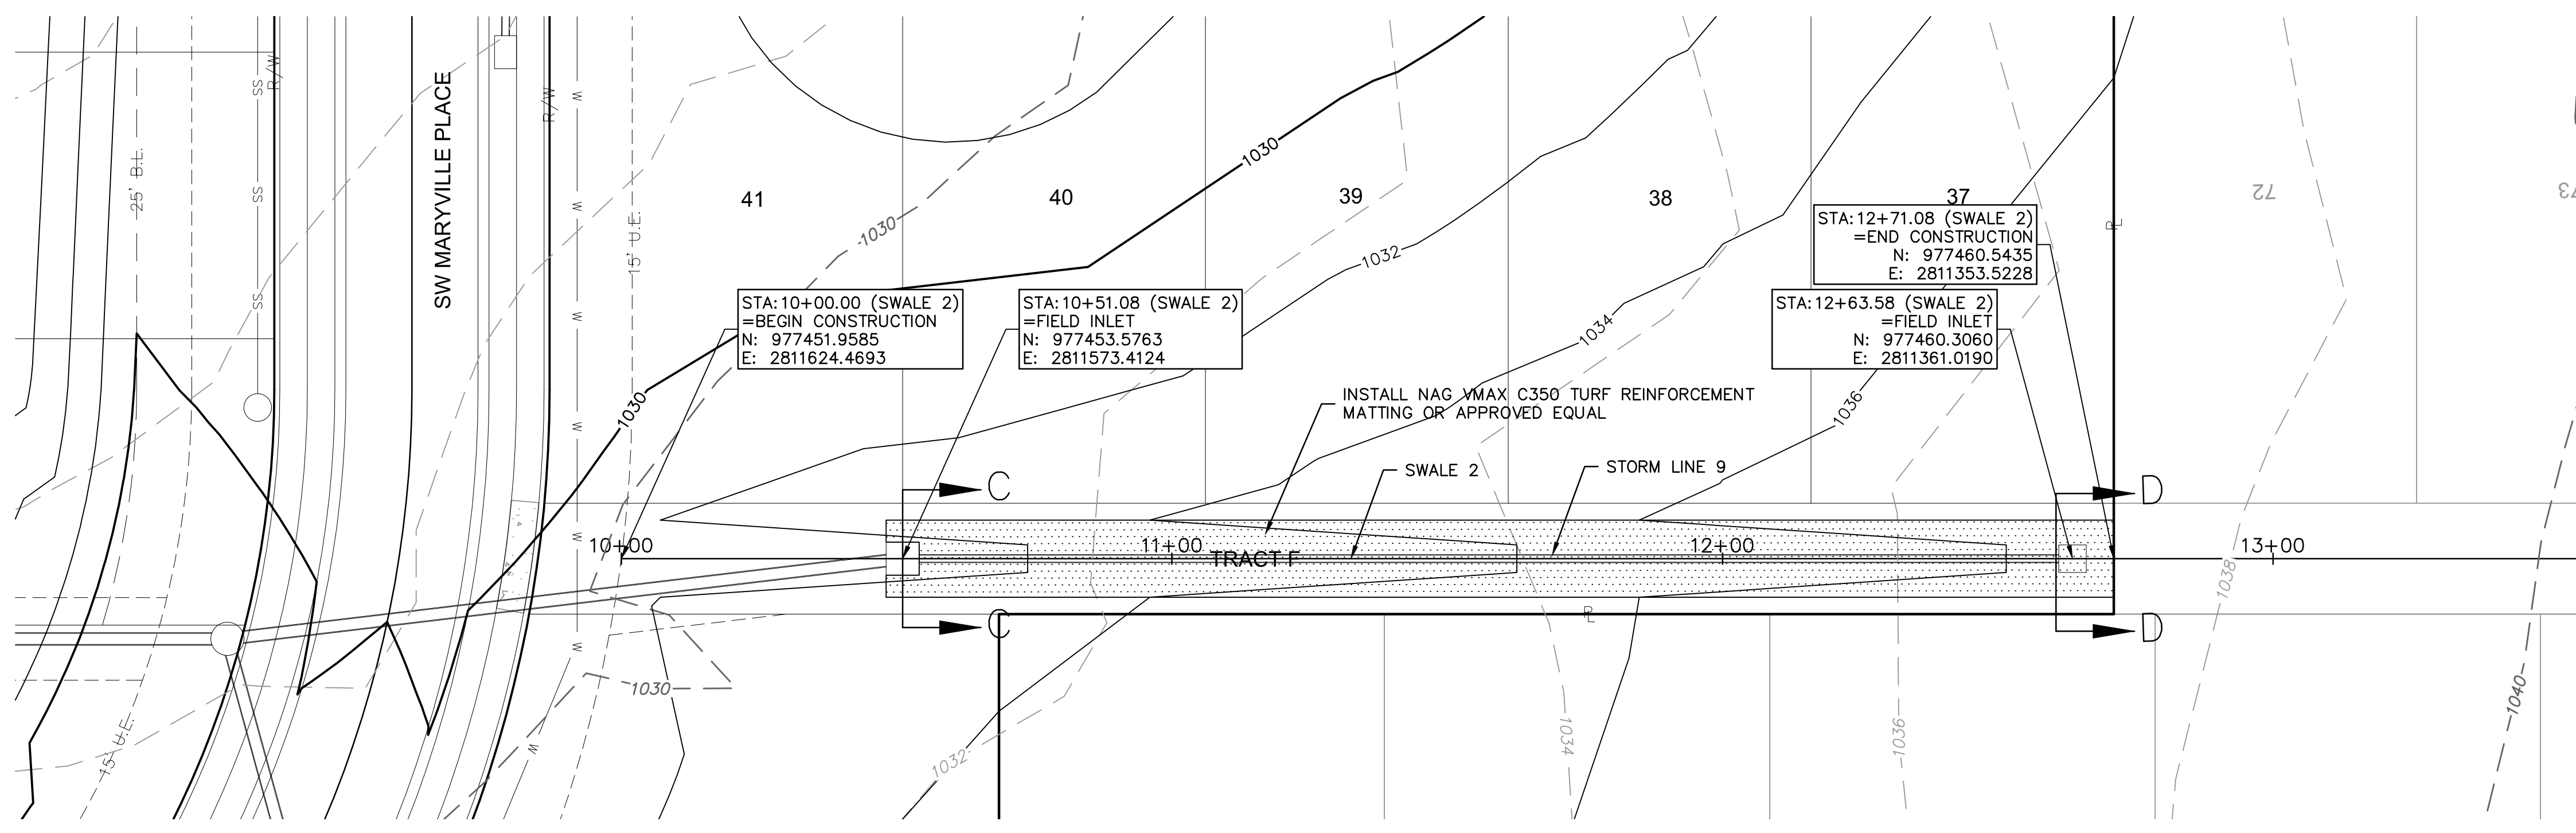 25' B.L.
SS
SS
SS
R/W
SW MARYVILLE PLACE
R/W
W
W
W
W
W
W
W
15' U.E.
15' U.E.
41
40
39
38
37
72
73
1030
1030
1030
1030
1032
1034
1036
1032
1034
1036
1038
1040
STA:10+00.00 (SWALE 2)
=BEGIN CONSTRUCTION
N: 977451.9585
E: 2811624.4693
STA:10+51.08 (SWALE 2)
=FIELD INLET
N: 977453.5763
E: 2811573.4124
STA:12+71.08 (SWALE 2)
=END CONSTRUCTION
N: 977460.5435
E: 2811353.5228
STA:12+63.58 (SWALE 2)
=FIELD INLET
N: 977460.3060
E: 2811361.0190
INSTALL NAG VMAX C350 TURF REINFORCEMENT
MATTING OR APPROVED EQUAL
SWALE 2
STORM LINE 9
C
C
D
D
10+00
11+00
12+00
13+00
TRACT F
PL
PL